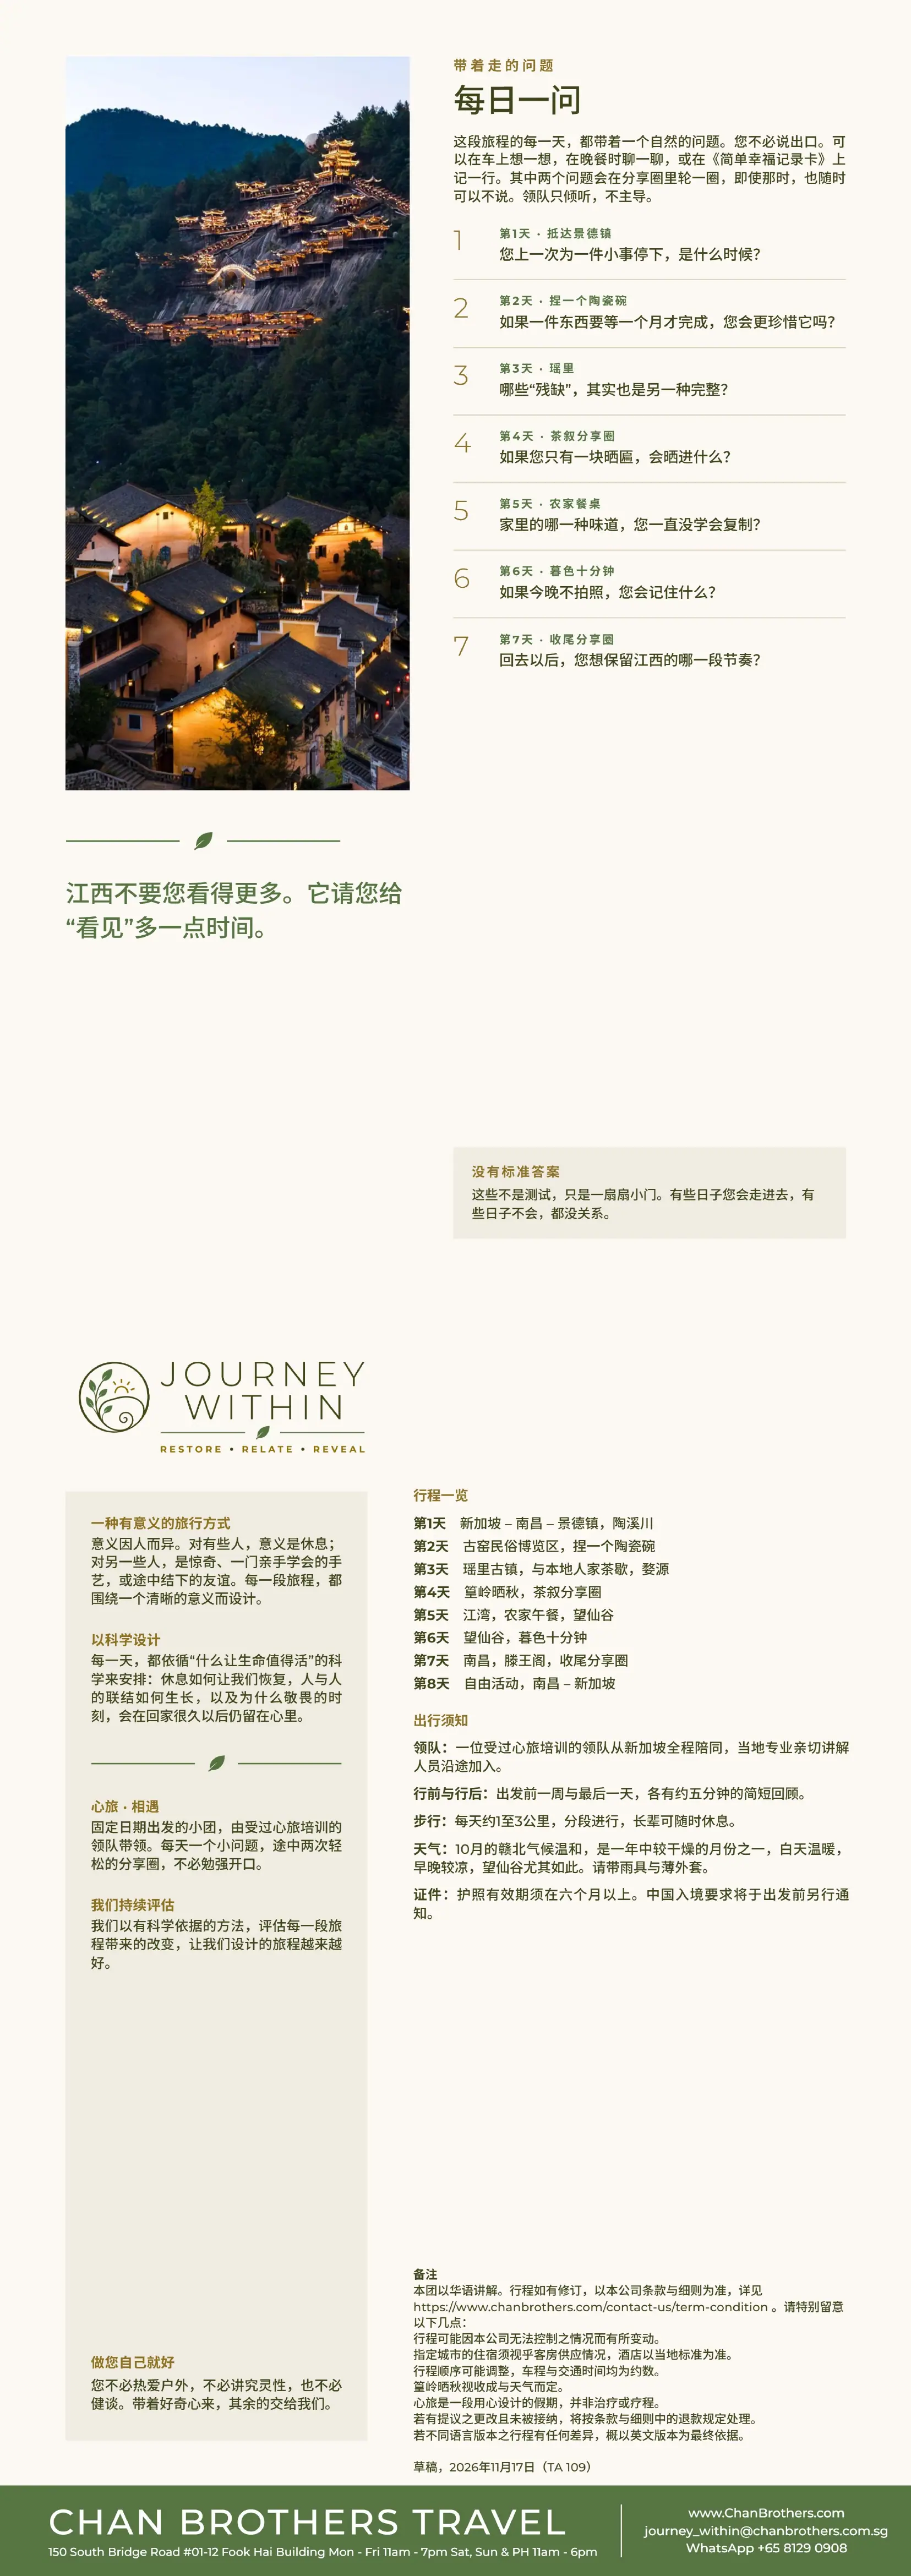 带着走的问题
每日一问
这段旅程的每一天，都带着一个自然的问题。您不必说出口。可
以在车上想一想，在晚餐时聊一聊，或在《简单幸福记录卡》上
记一行。其中两个问题会在分享圈里轮一圈，即使那时，也随时
可以不说。领队只倾听，不主导。
1
第1天 · 抵达景德镇
您上一次为一件小事停下，是什么时候？
2
第2天 · 捏一个陶瓷碗
如果一件东西要等一个月才完成，您会更珍惜它吗？
3
第3天 · 瑶里
哪些“残缺”，其实也是另一种完整？
4
第4天 · 茶叙分享圈
如果您只有一块晒匾，会晒进什么？
5
第5天 · 农家餐桌
家里的哪一种味道，您一直没学会复制？
6
第6天 · 暮色十分钟
如果今晚不拍照，您会记住什么？
7
第7天 · 收尾分享圈
回去以后，您想保留江西的哪一段节奏？
江西不要您看得更多。它请您给
“看见”多一点时间。
没有标准答案
这些不是测试，只是一扇扇小门。有些日子您会走进去，有
些日子不会，都没关系。
JOURNEY
WITHIN
RESTORE • RELATE • REVEAL
一种有意义的旅行方式
意义因人而异。对有些人，意义是休息；
对另一些人，是惊奇、一门亲手学会的手
艺，或途中结下的友谊。每一段旅程，都
围绕一个清晰的意义而设计。
以科学设计
每一天，都依循“什么让生命值得活”的科
学来安排：休息如何让我们恢复，人与人
的联结如何生长，以及为什么敬畏的时
刻，会在回家很久以后仍留在心里。
心旅 · 相遇
固定日期出发的小团，由受过心旅培训的
领队带领。每天一个小问题，途中两次轻
松的分享圈，不必勉强开口。
我们持续评估
我们以有科学依据的方法，评估每一段旅
程带来的改变，让我们设计的旅程越来越
好。
做您自己就好
您不必热爱户外，不必讲究灵性，也不必
健谈。带着好奇心来，其余的交给我们。
行程一览
第1天 新加坡 – 南昌 – 景德镇，陶溪川
第2天 古窑民俗博览区，捏一个陶瓷碗
第3天 瑶里古镇，与本地人家茶歇，婺源
第4天 篁岭晒秋，茶叙分享圈
第5天 江湾，农家午餐，望仙谷
第6天 望仙谷，暮色十分钟
第7天 南昌，滕王阁，收尾分享圈
第8天 自由活动，南昌 – 新加坡
出行须知
领队：一位受过心旅培训的领队从新加坡全程陪同，当地专业亲切讲解
人员沿途加入。
行前与行后：出发前一周与最后一天，各有约五分钟的简短回顾。
步行：每天约1至3公里，分段进行，长辈可随时休息。
天气：10月的赣北气候温和，是一年中较干燥的月份之一，白天温暖，
早晚较凉，望仙谷尤其如此。请带雨具与薄外套。
证件：护照有效期须在六个月以上。中国入境要求将于出发前另行通
知。
备注
本团以华语讲解。行程如有修订，以本公司条款与细则为准，详见
https://www.chanbrothers.com/contact-us/term-condition 。请特别留意
以下几点：
行程可能因本公司无法控制之情况而有所变动。
指定城市的住宿须视乎客房供应情况，酒店以当地标准为准。
行程顺序可能调整，车程与交通时间均为约数。
篁岭晒秋视收成与天气而定。
心旅是一段用心设计的假期，并非治疗或疗程。
若有提议之更改且未被接纳，将按条款与细则中的退款规定处理。
若不同语言版本之行程有任何差异，概以英文版本为最终依据。
草稿，2026年11月17日（TA 109）
CHAN BROTHERS TRAVEL
150 South Bridge Road #01-12 Fook Hai Building Mon - Fri 11am - 7pm Sat, Sun & PH 11am - 6pm
www.ChanBrothers.com
journey_within@chanbrothers.com.sg
WhatsApp +65 8129 0908